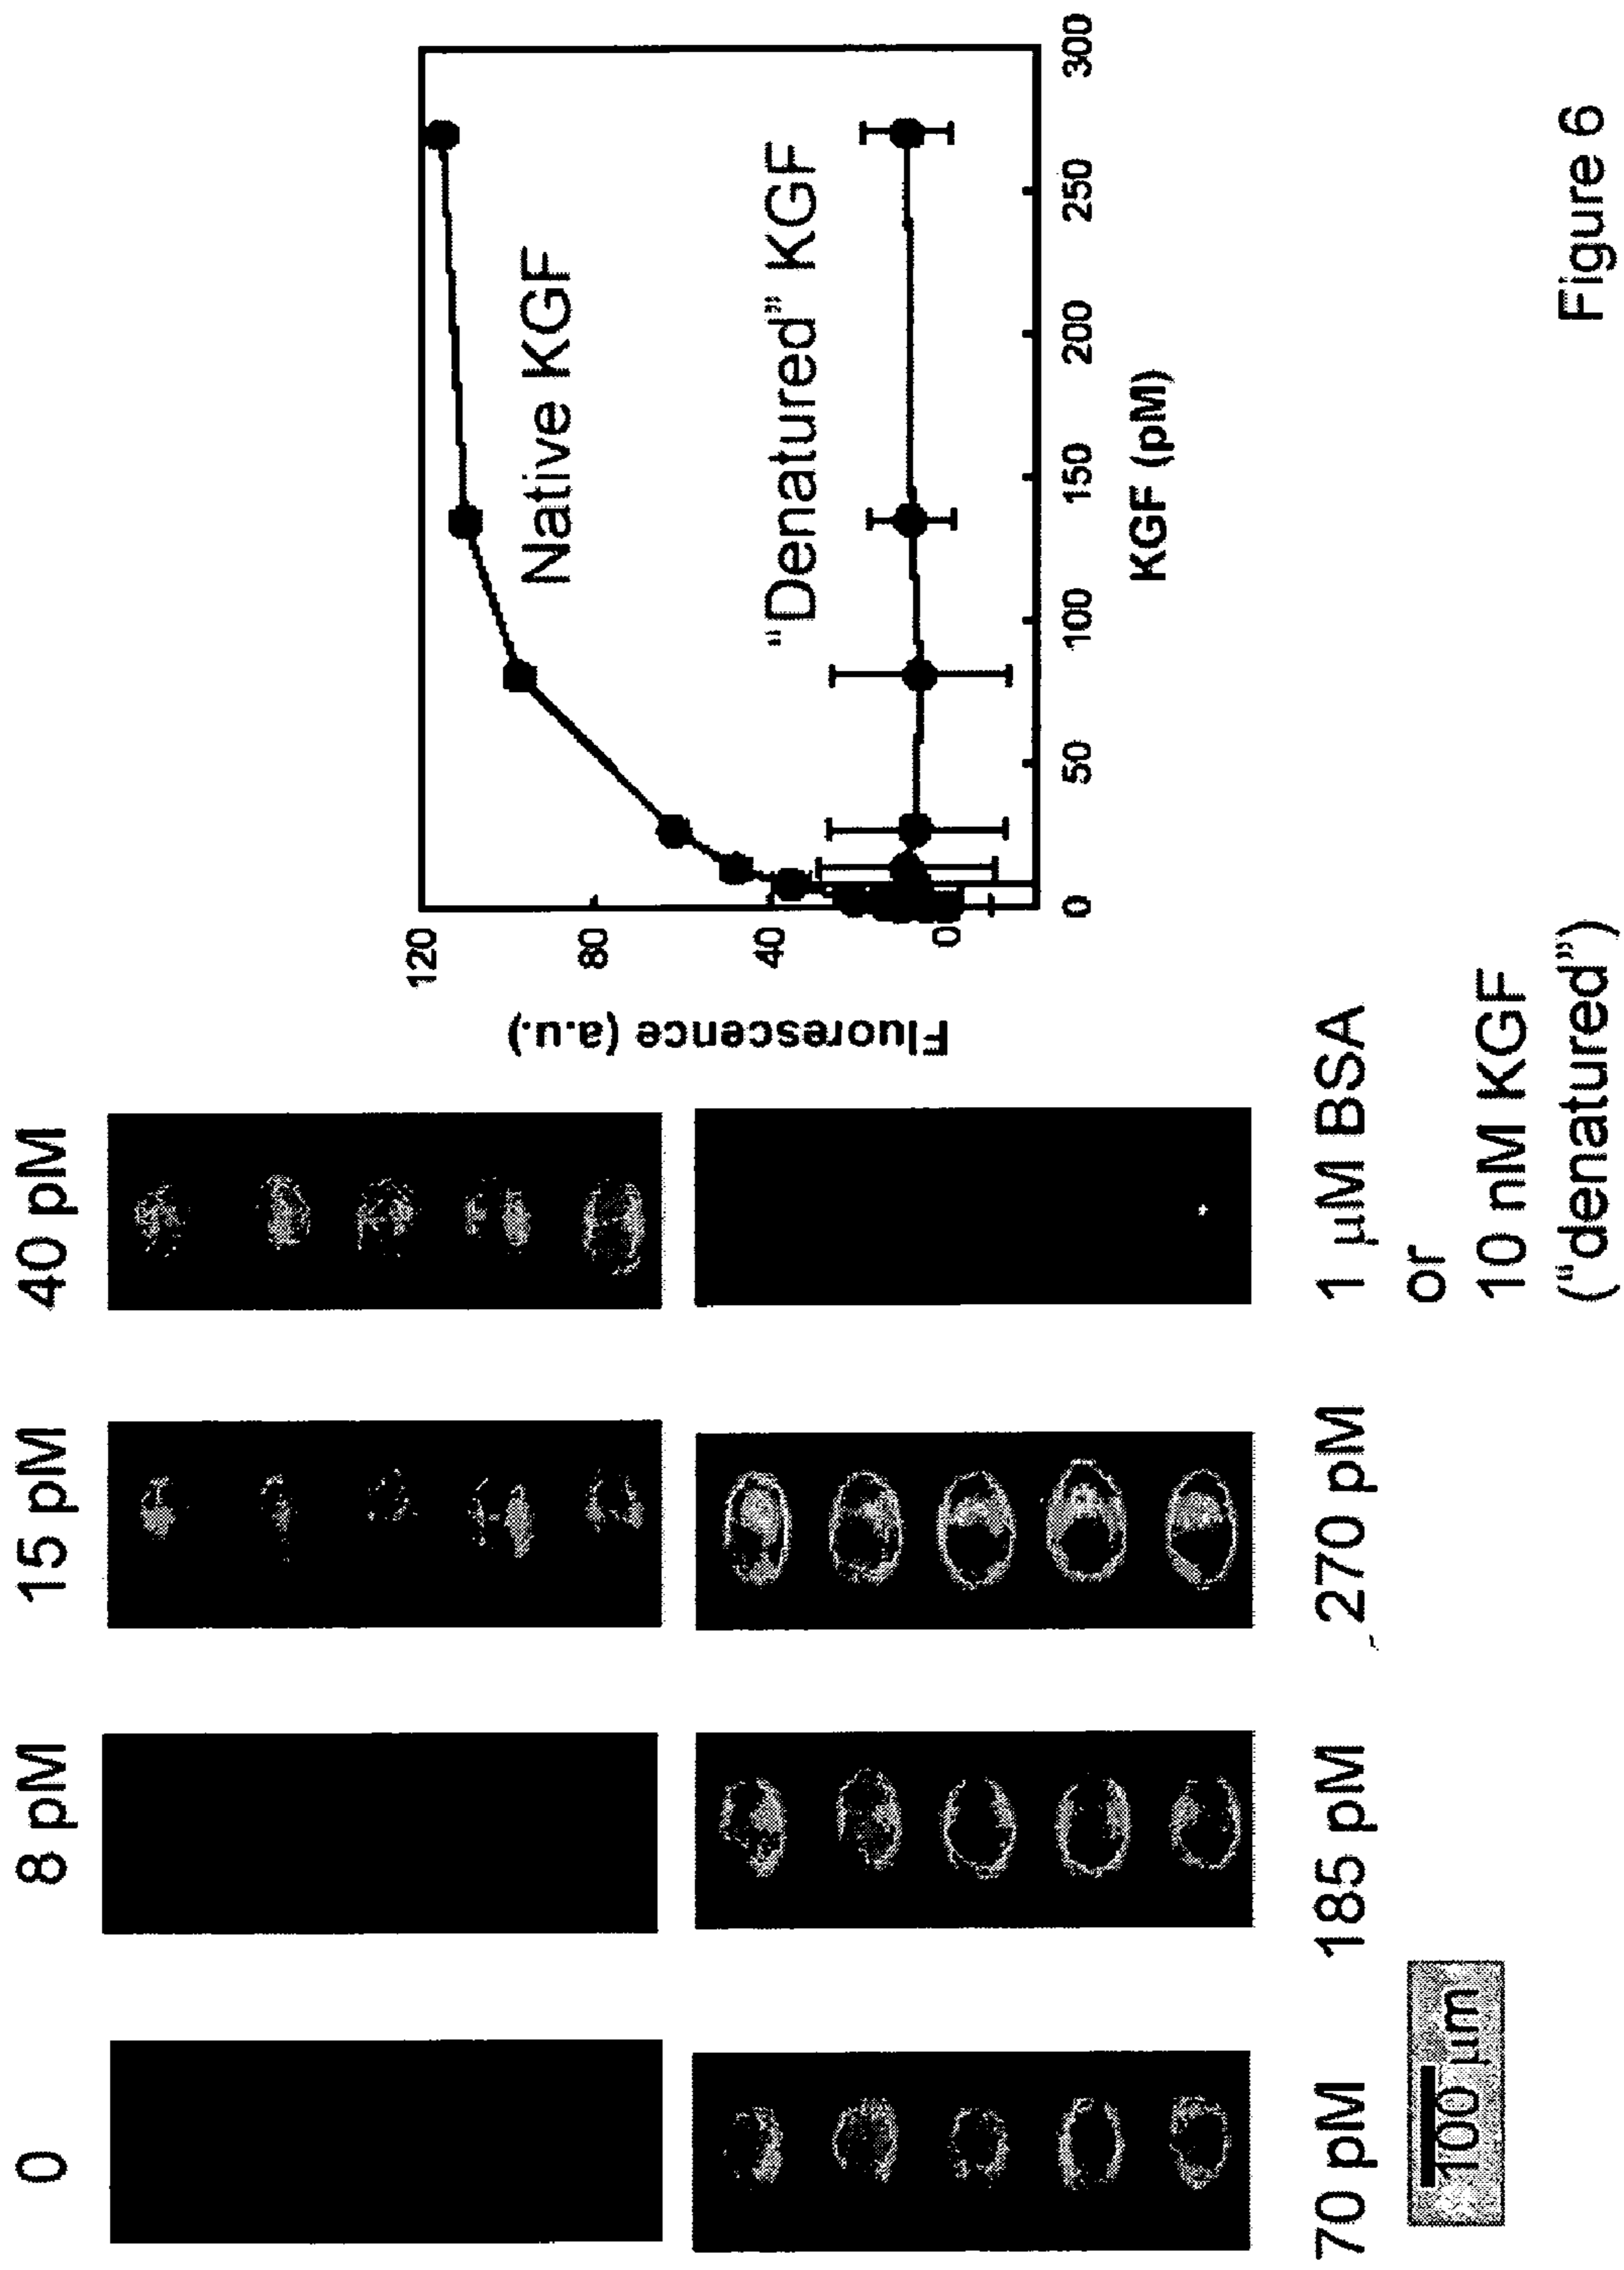 0
8 pM
15 pM
40 pM
70 pM
185 pM
270 pM
1 μM BSA
or
10 nM KGF
("denatured")
100 μm
Fluorescence (a.u.)
120
80
40
0
Native KGF
"Denatured" KGF
0
50
100
150
200
250
300
KGF (pM)
Figure 6